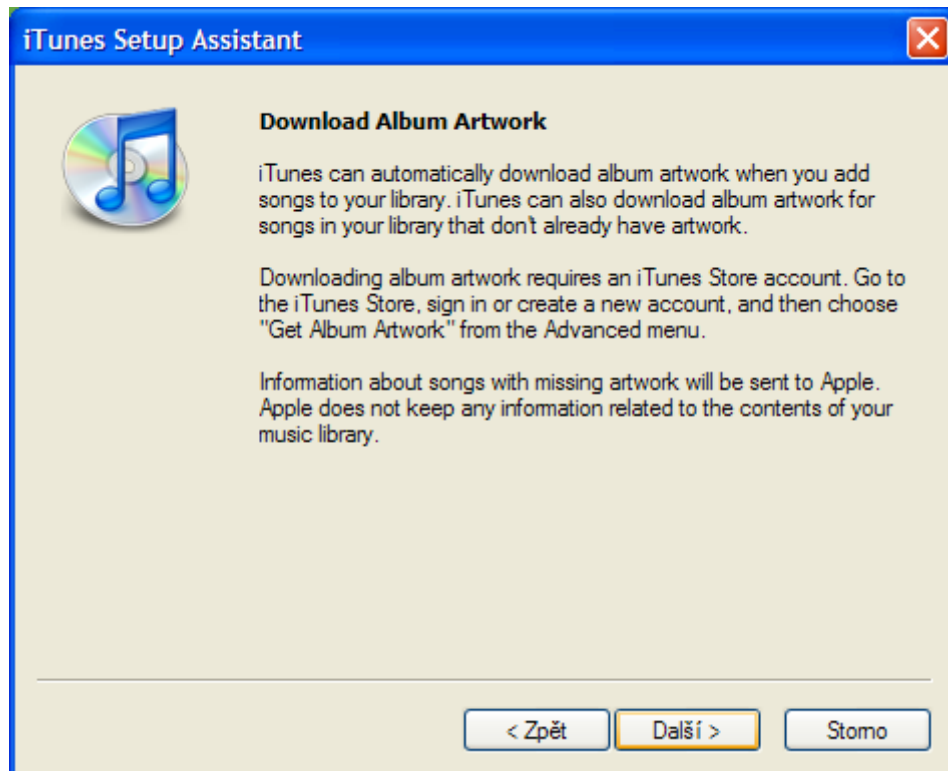 iTunes Setup Assistant
Download Album Artwork
iTunes can automatically download album artwork when you add
songs to your library. iTunes can also download album artwork for
songs in your library that don't already have artwork.
Downloading album artwork requires an iTunes Store account. Go to
the iTunes Store, sign in or create a new account, and then choose
"Get Album Artwork" from the Advanced menu.
Information about songs with missing artwork will be sent to Apple.
Apple does not keep any information related to the contents of your
music library.
< Zpět
Další >
Storno